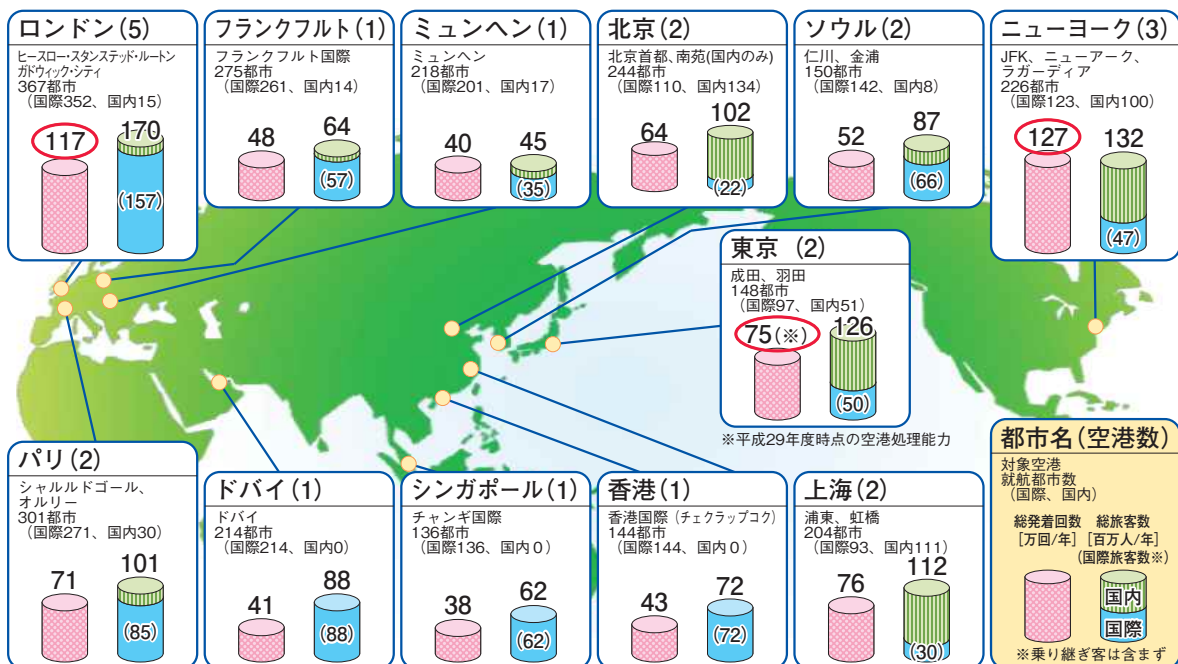 ロンドン(5)
ヒースロー・スタンステッド・ルートン
ガドウィック・シティ
367都市
(国際352、国内15)
117
170
(157)
フランクフルト(1)
フランクフルト国際
275都市
(国際261、国内14)
48
64
(57)
ミュンヘン(1)
ミュンヘン
218都市
(国際201、国内17)
40
45
(35)
北京(2)
北京首都、南苑(国内のみ)
244都市
(国際110、国内134)
64
102
(22)
ソウル(2)
仁川、金浦
150都市
(国際142、国内8)
52
87
(66)
ニューヨーク(3)
JFK、ニューアーク、
ラガーディア
226都市
(国際123、国内100)
127
132
(47)
東京 (2)
成田、羽田
148都市
(国際97、国内51)
75(※)
126
(50)
※平成29年度時点の空港処理能力
パリ(2)
シャルルドゴール、
オルリー
301都市
(国際271、国内30)
71
101
(85)
ドバイ(1)
ドバイ
214都市
(国際214、国内0)
41
88
(88)
シンガポール(1)
チャンギ国際
136都市
(国際136、国内0)
38
62
(62)
香港(1)
香港国際(チェクラップコク)
144都市
(国際144、国内0)
43
72
(72)
上海(2)
浦東、虹橋
204都市
(国際93、国内111)
76
112
(30)
都市名(空港数)
対象空港
就航都市数
(国際、国内)
総発着回数 総旅客数
[万回/年] [百万人/年]
(国際旅客数※)
国内
国際
※乗り継ぎ客は含まず